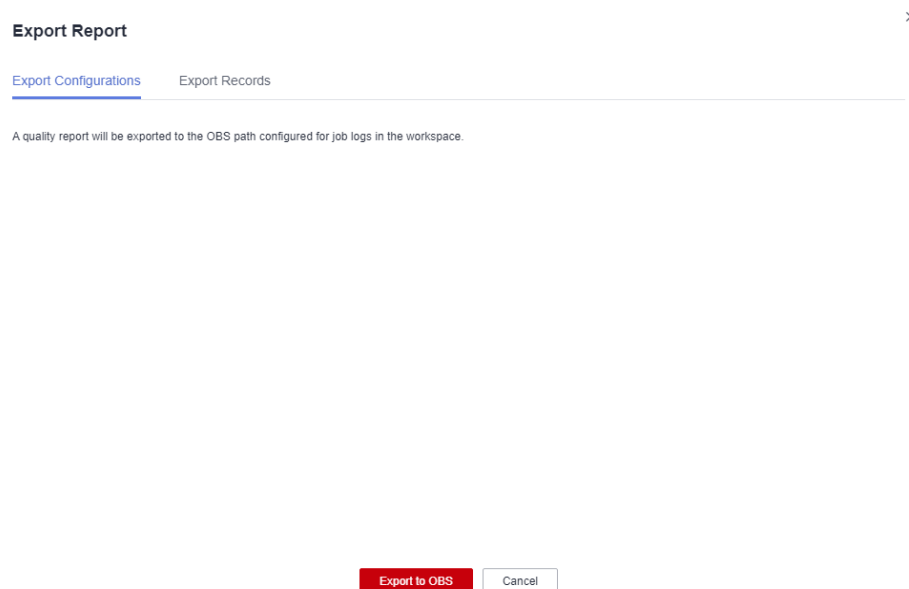 Export Report
Export Configurations Export Records
A quality report will be exported to the OBS path configured for job logs in the workspace.
Export to OBS Cancel